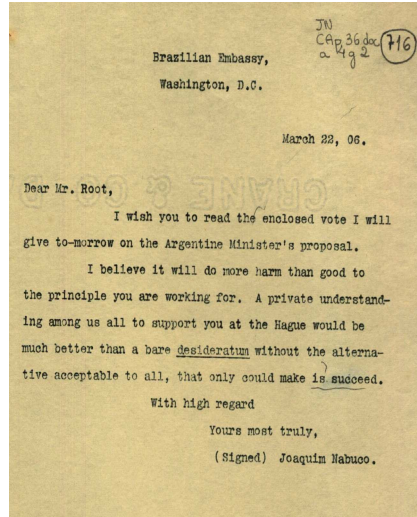 JN
CAp 36 doc
a 4 g 2
716
Brazilian Embassy,
Washington, D.C.
March 22, 06.
CRANE & CO
Dear Mr. Root,
I wish you to read the enclosed vote I will
give to-morrow on the Argentine Minister's proposal.
I believe it will do more harm than good to
the principle you are working for. A private understand-
ing among us all to support you at the Hague would be
much better than a bare desideratum without the alterna-
tive acceptable to all, that only could make is succeed.
With high regard
Yours most truly,
(Signed) Joaquim Nabuco.